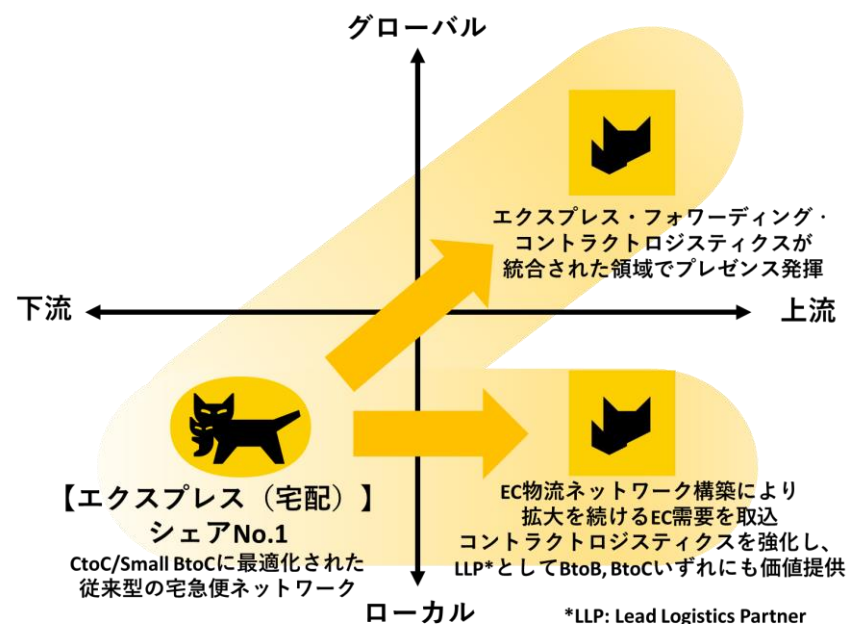 グローバル
エクスプレス・フォワーディング・
コントラクトロジスティクスが
統合された領域でプレゼンス発揮
下流
上流
【エクスプレス（宅配）】
シェアNo.1
CtoC/Small BtoCに最適化された
従来型の宅急便ネットワーク
EC物流ネットワーク構築により
拡大を続けるEC需要を取込
コントラクトロジスティクスを強化し、
LLP*としてBtoB, BtoCいずれにも価値提供
ローカル
*LLP: Lead Logistics Partner